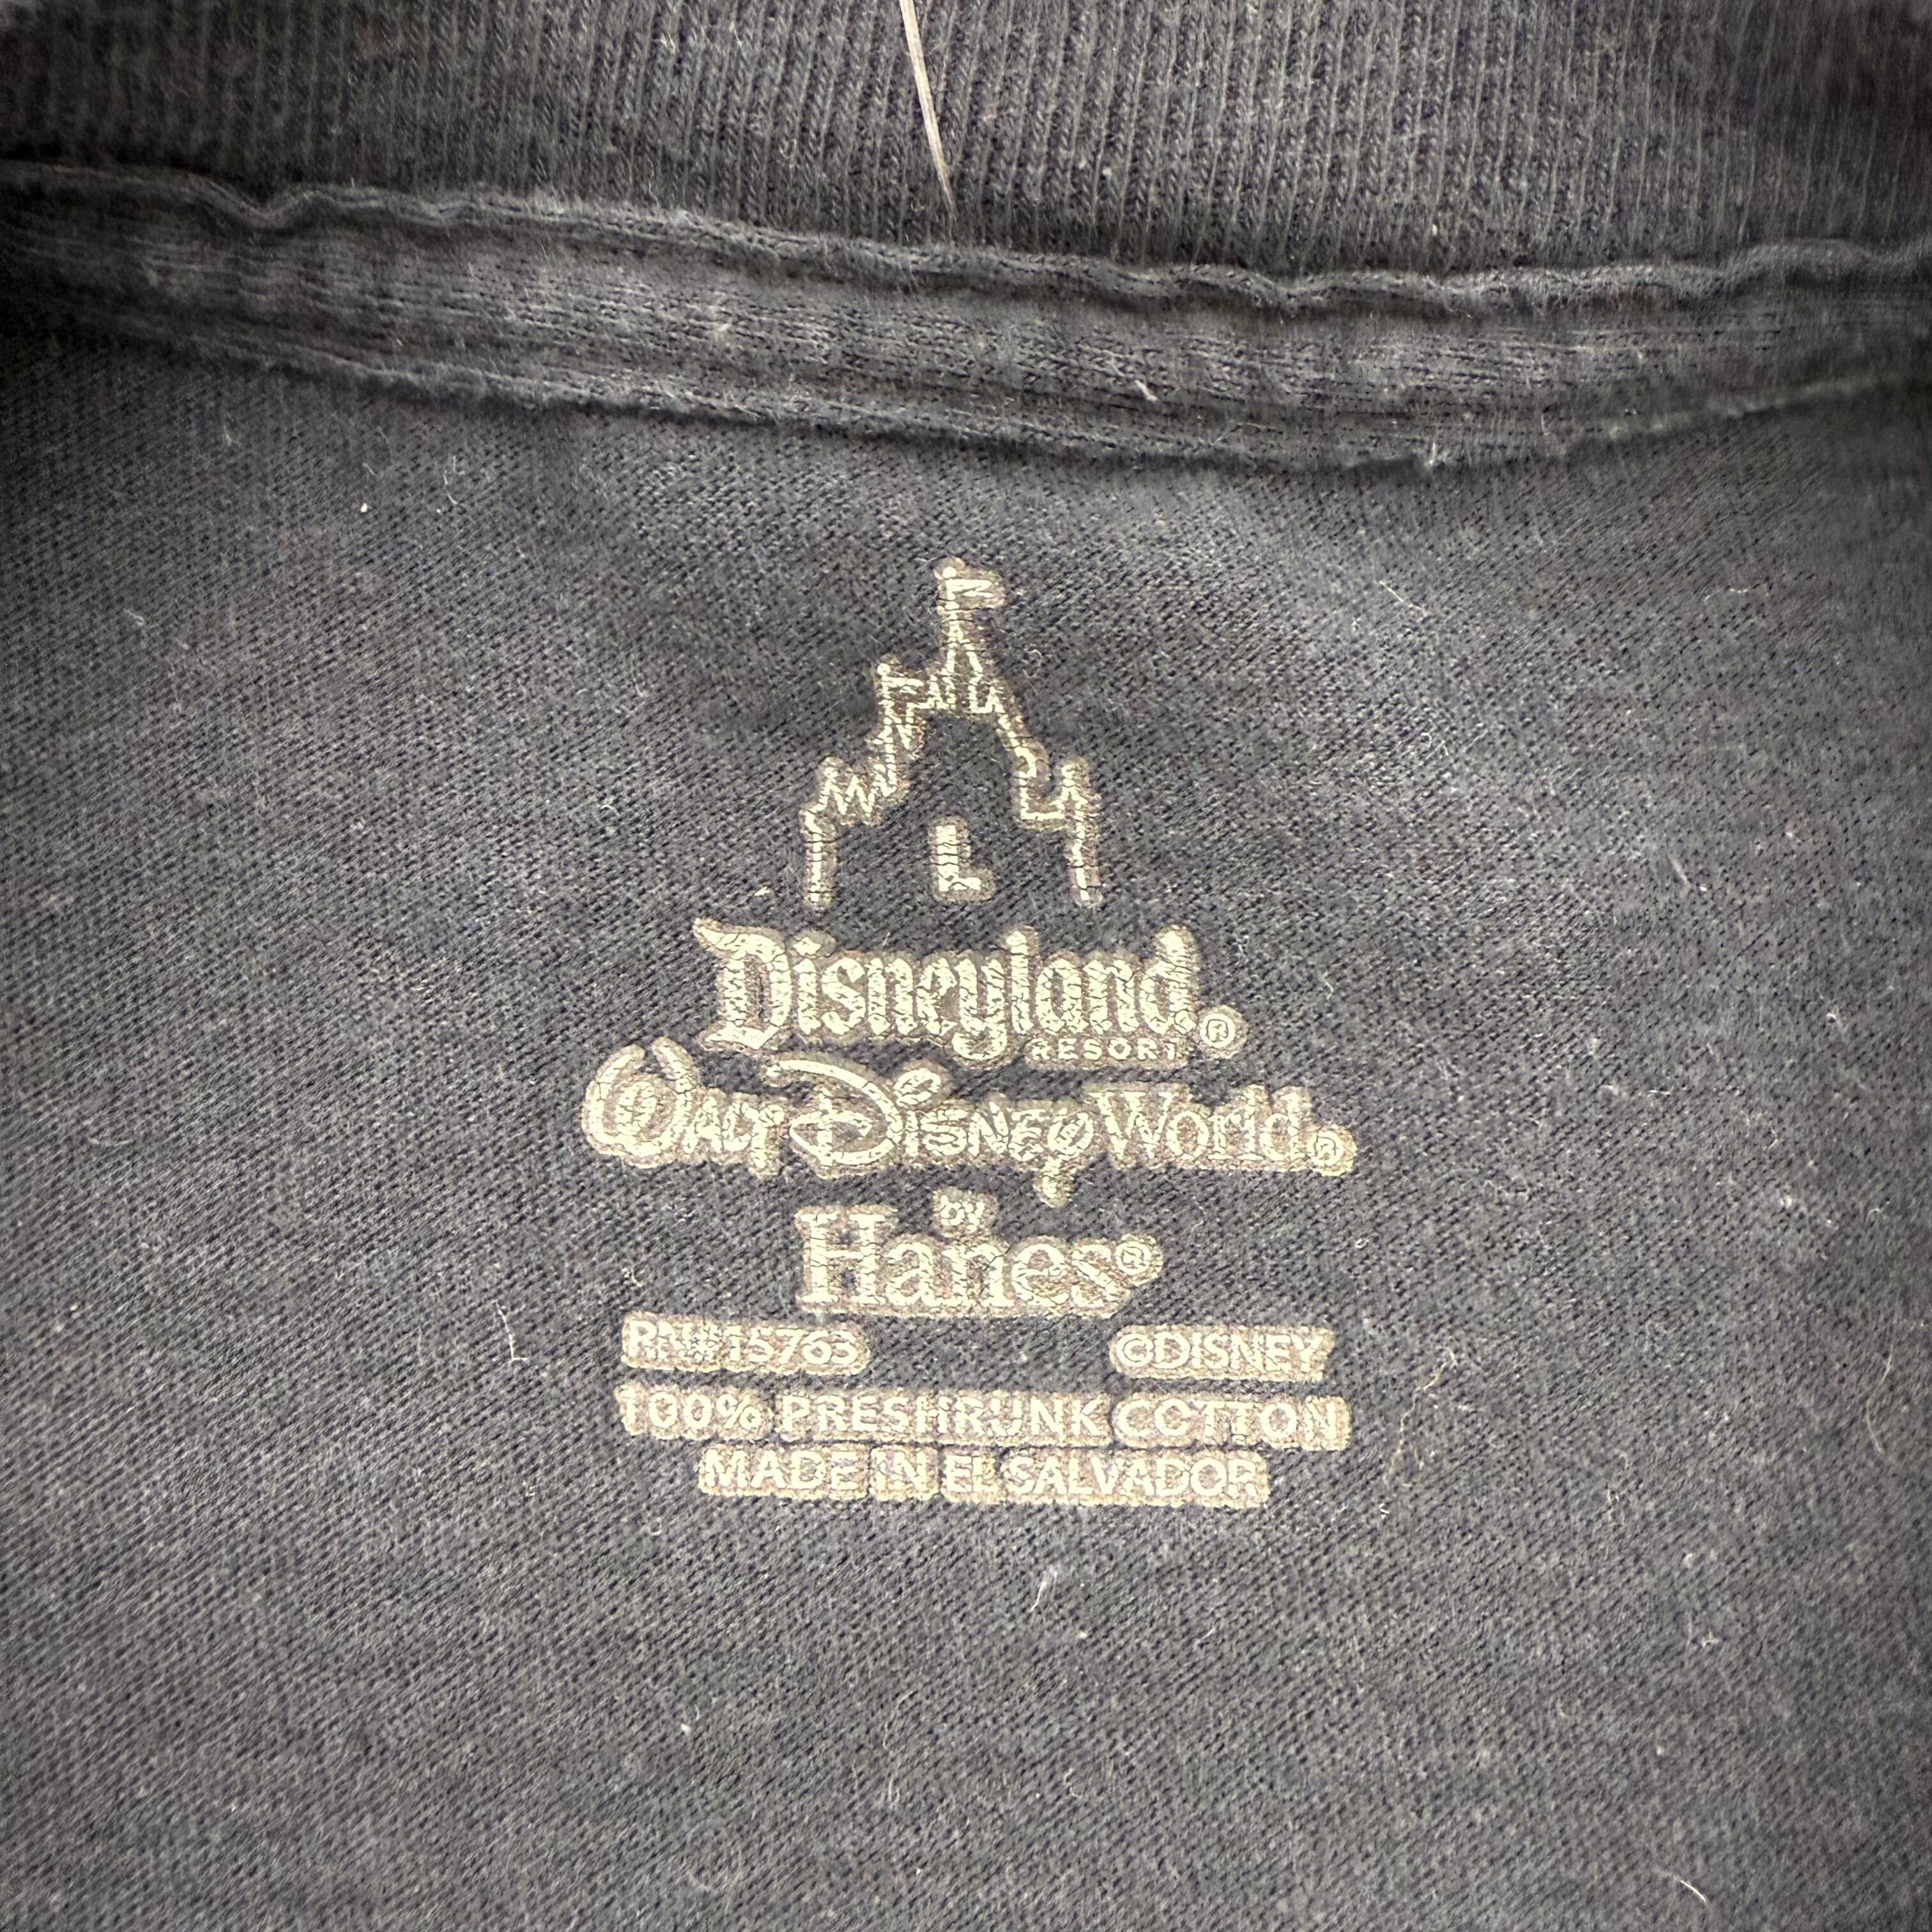 L
Disneyland®
RESORT
WALT DISNEY World®
by
Hanes®
RN#15763 ©DISNEY
100% PRESHRUNK COTTON
MADE IN EL SALVADOR